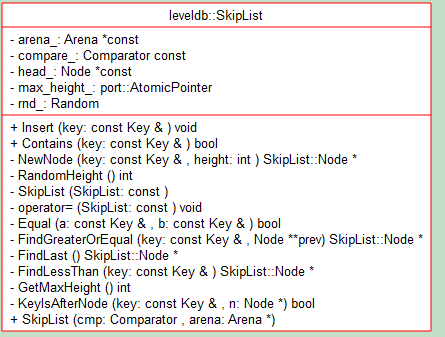 leveldb::SkipList
- arena_: Arena *const
- compare_: Comparator const
- head_: Node *const
- max_height_: port::AtomicPointer
- rnd_: Random
+ Insert (key: const Key & ) void
+ Contains (key: const Key & ) bool
- NewNode (key: const Key & , height: int ) SkipList::Node *
- RandomHeight () int
- SkipList (SkipList: const )
- operator= (SkipList: const ) void
- Equal (a: const Key & , b: const Key & ) bool
- FindGreaterOrEqual (key: const Key & , Node **prev) SkipList::Node *
- FindLast () SkipList::Node *
- FindLessThan (key: const Key & ) SkipList::Node *
- GetMaxHeight () int
- KeyIsAfterNode (key: const Key & , n: Node *) bool
+ SkipList (cmp: Comparator , arena: Arena *)